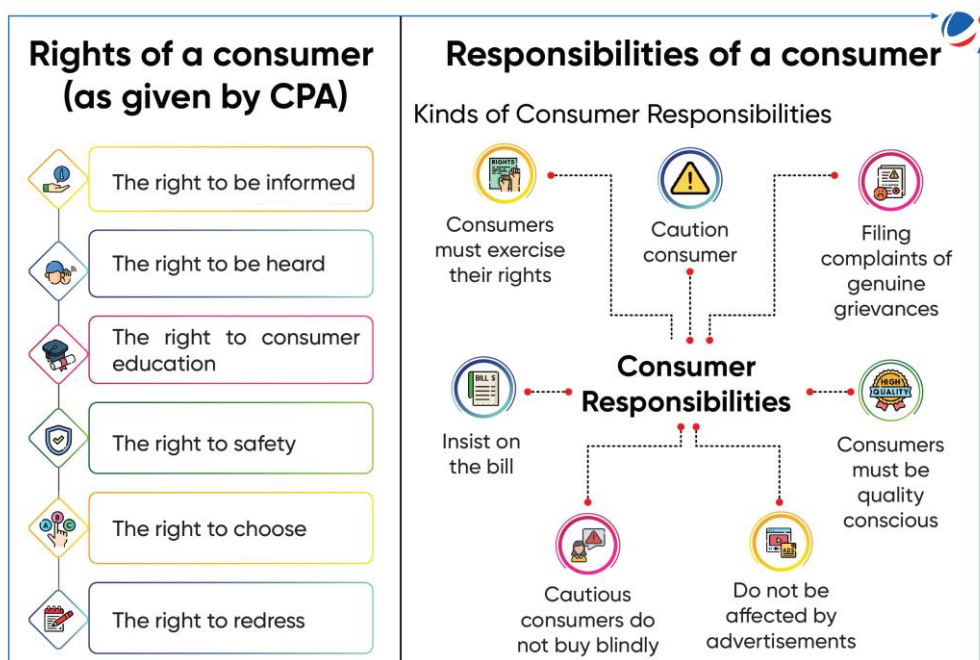 Rights of a consumer
(as given by CPA)
The right to be informed
The right to be heard
The right to consumer
education
The right to safety
The right to choose
The right to redress
Responsibilities of a consumer
Kinds of Consumer Responsibilities
RIGHTS
Consumers
must exercise
their rights
Caution
consumer
Filing
complaints of
genuine
grievances
Consumer
Responsibilities
BILL $
Insist on
the bill
HIGH
QUALITY
Consumers
must be
quality
conscious
Cautious
consumers do
not buy blindly
ADS
Do not be
affected by
advertisements
A
B
C